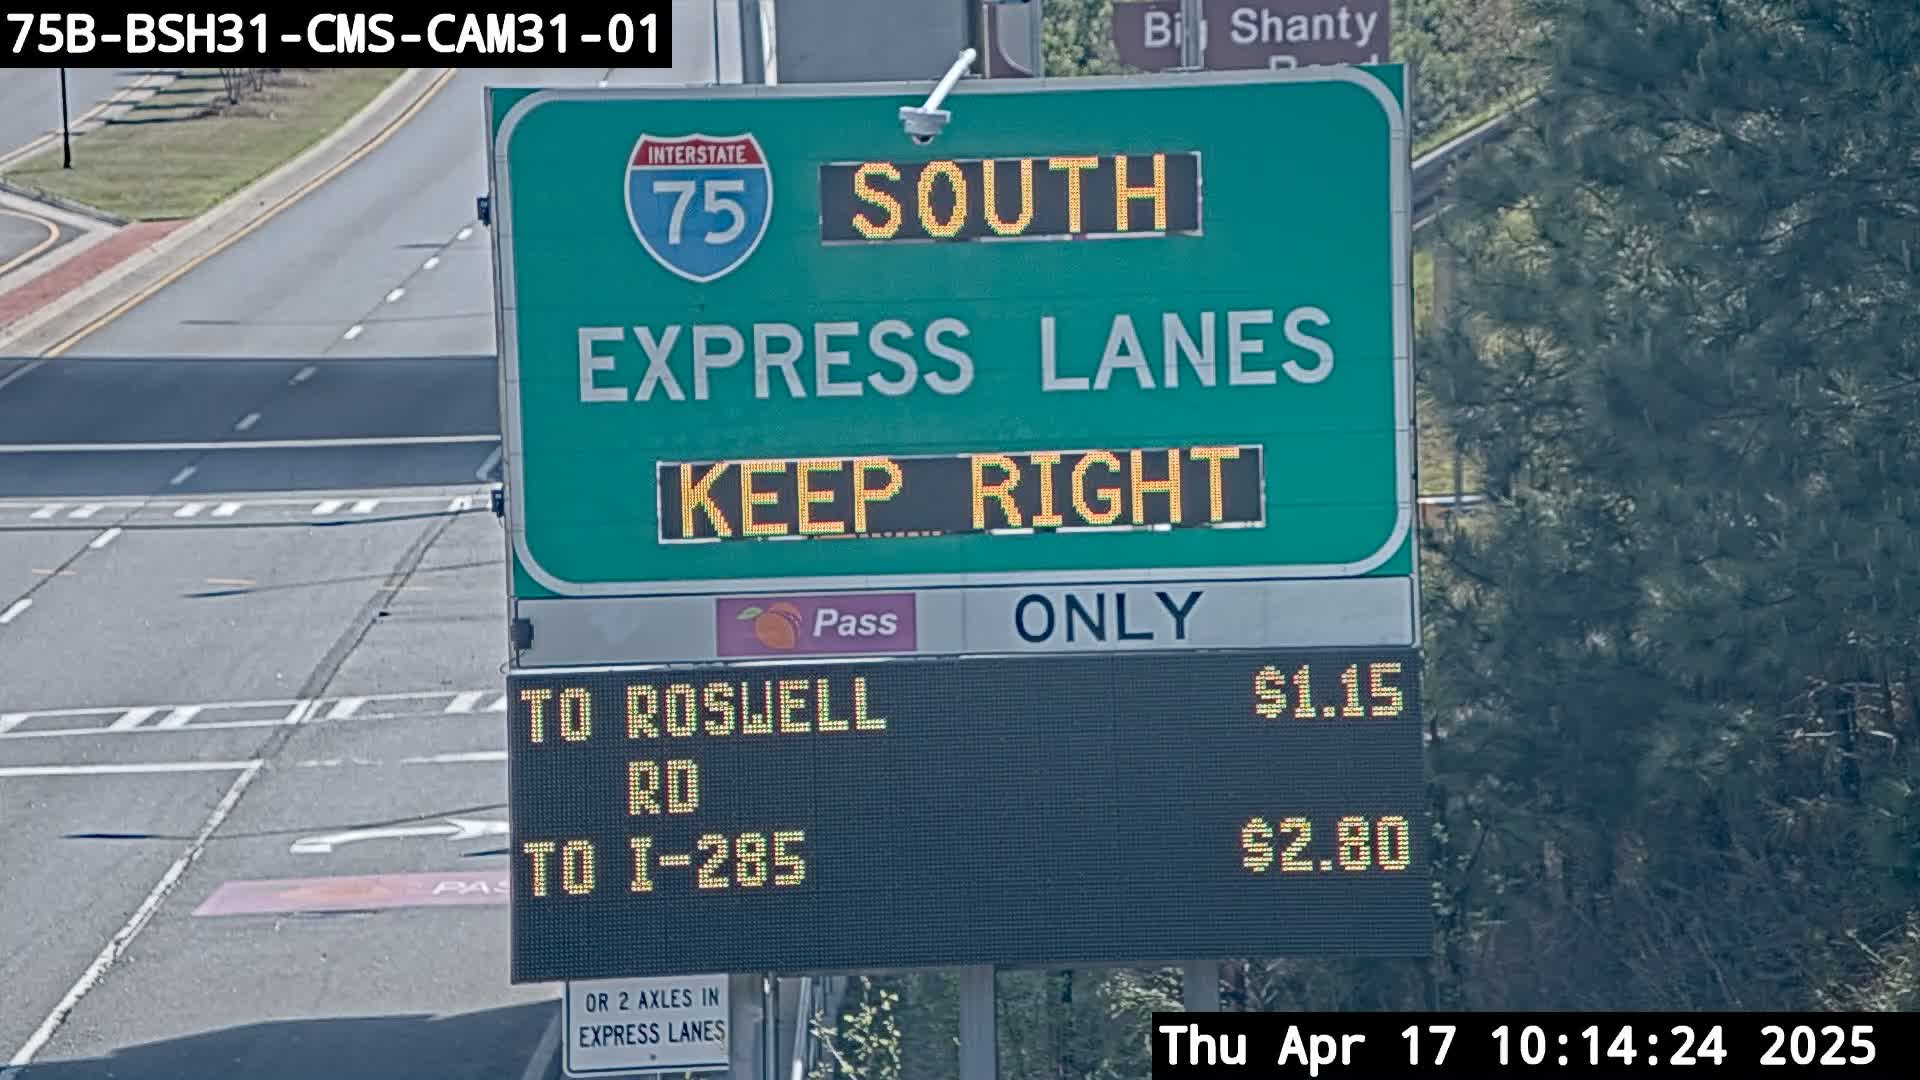 75B-BSH31-CMS-CAM31-01
Big Shanty
Road
INTERSTATE
75
SOUTH
EXPRESS LANES
KEEP RIGHT
Pass
ONLY
TO ROSWELL $1.15
RD
TO I-285 $2.80
PAS
OR 2 AXLES IN
EXPRESS LANES
Thu Apr 17 10:14:24 2025